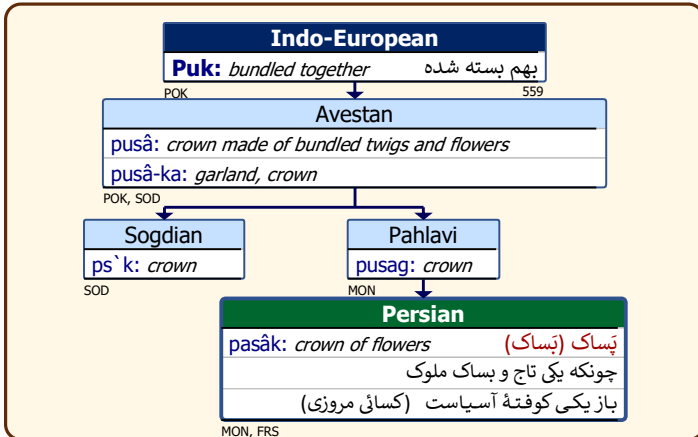 Indo-European
Puk: bundled together بهم بسته شده
POK 559
Avestan
pusâ: crown made of bundled twigs and flowers
pusâ-ka: garland, crown
POK, SOD
Sogdian
ps`k: crown
SOD
Pahlavi
pusag: crown
MON
Persian
pasâk: crown of flowers پَساک (بَساک)
چونکه یکی تاج و بساک ملوک
باز یکی کوفتهٔ آسیاست (کسائی مروزی)
MON, FRS